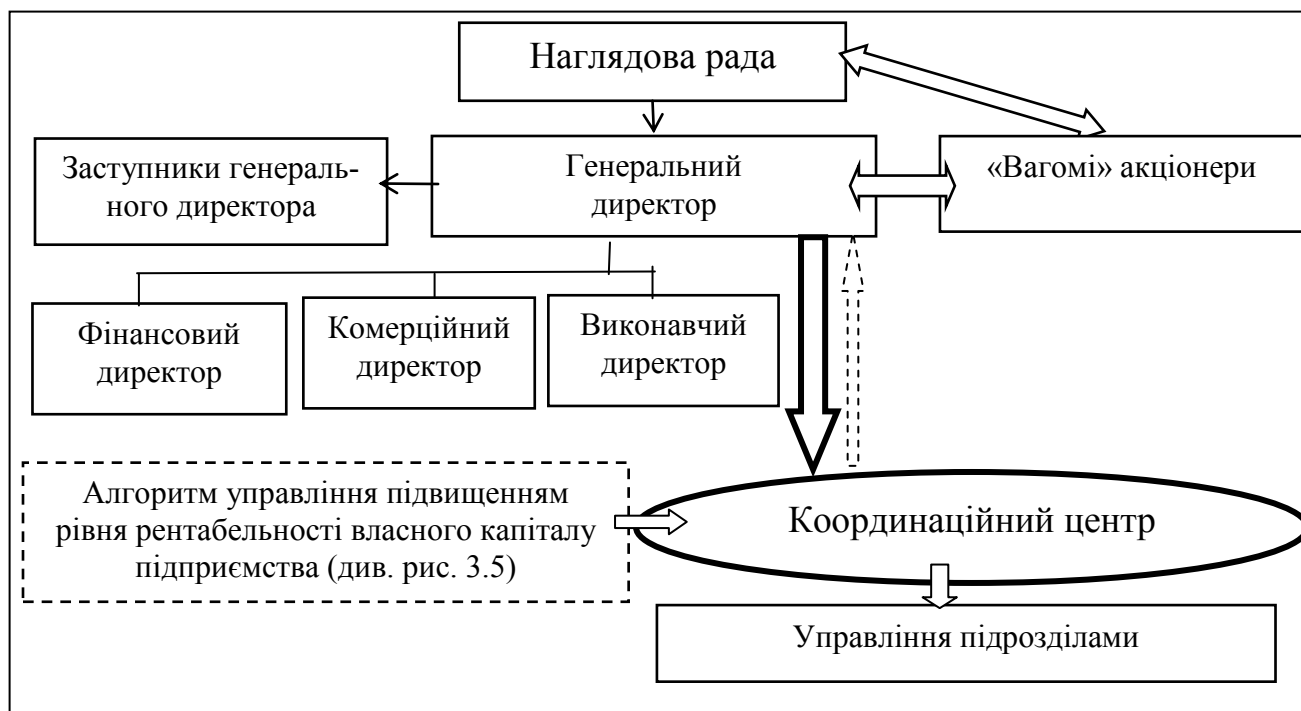 Наглядова рада
Заступники генераль-
ного директора
Генеральний
директор
«Вагомі» акціонери
Фінансовий
директор
Комерційний
директор
Виконавчий
директор
Алгоритм управління підвищенням
рівня рентабельності власного капіталу
підприємства (див. рис. 3.5)
Координаційний центр
Управління підрозділами